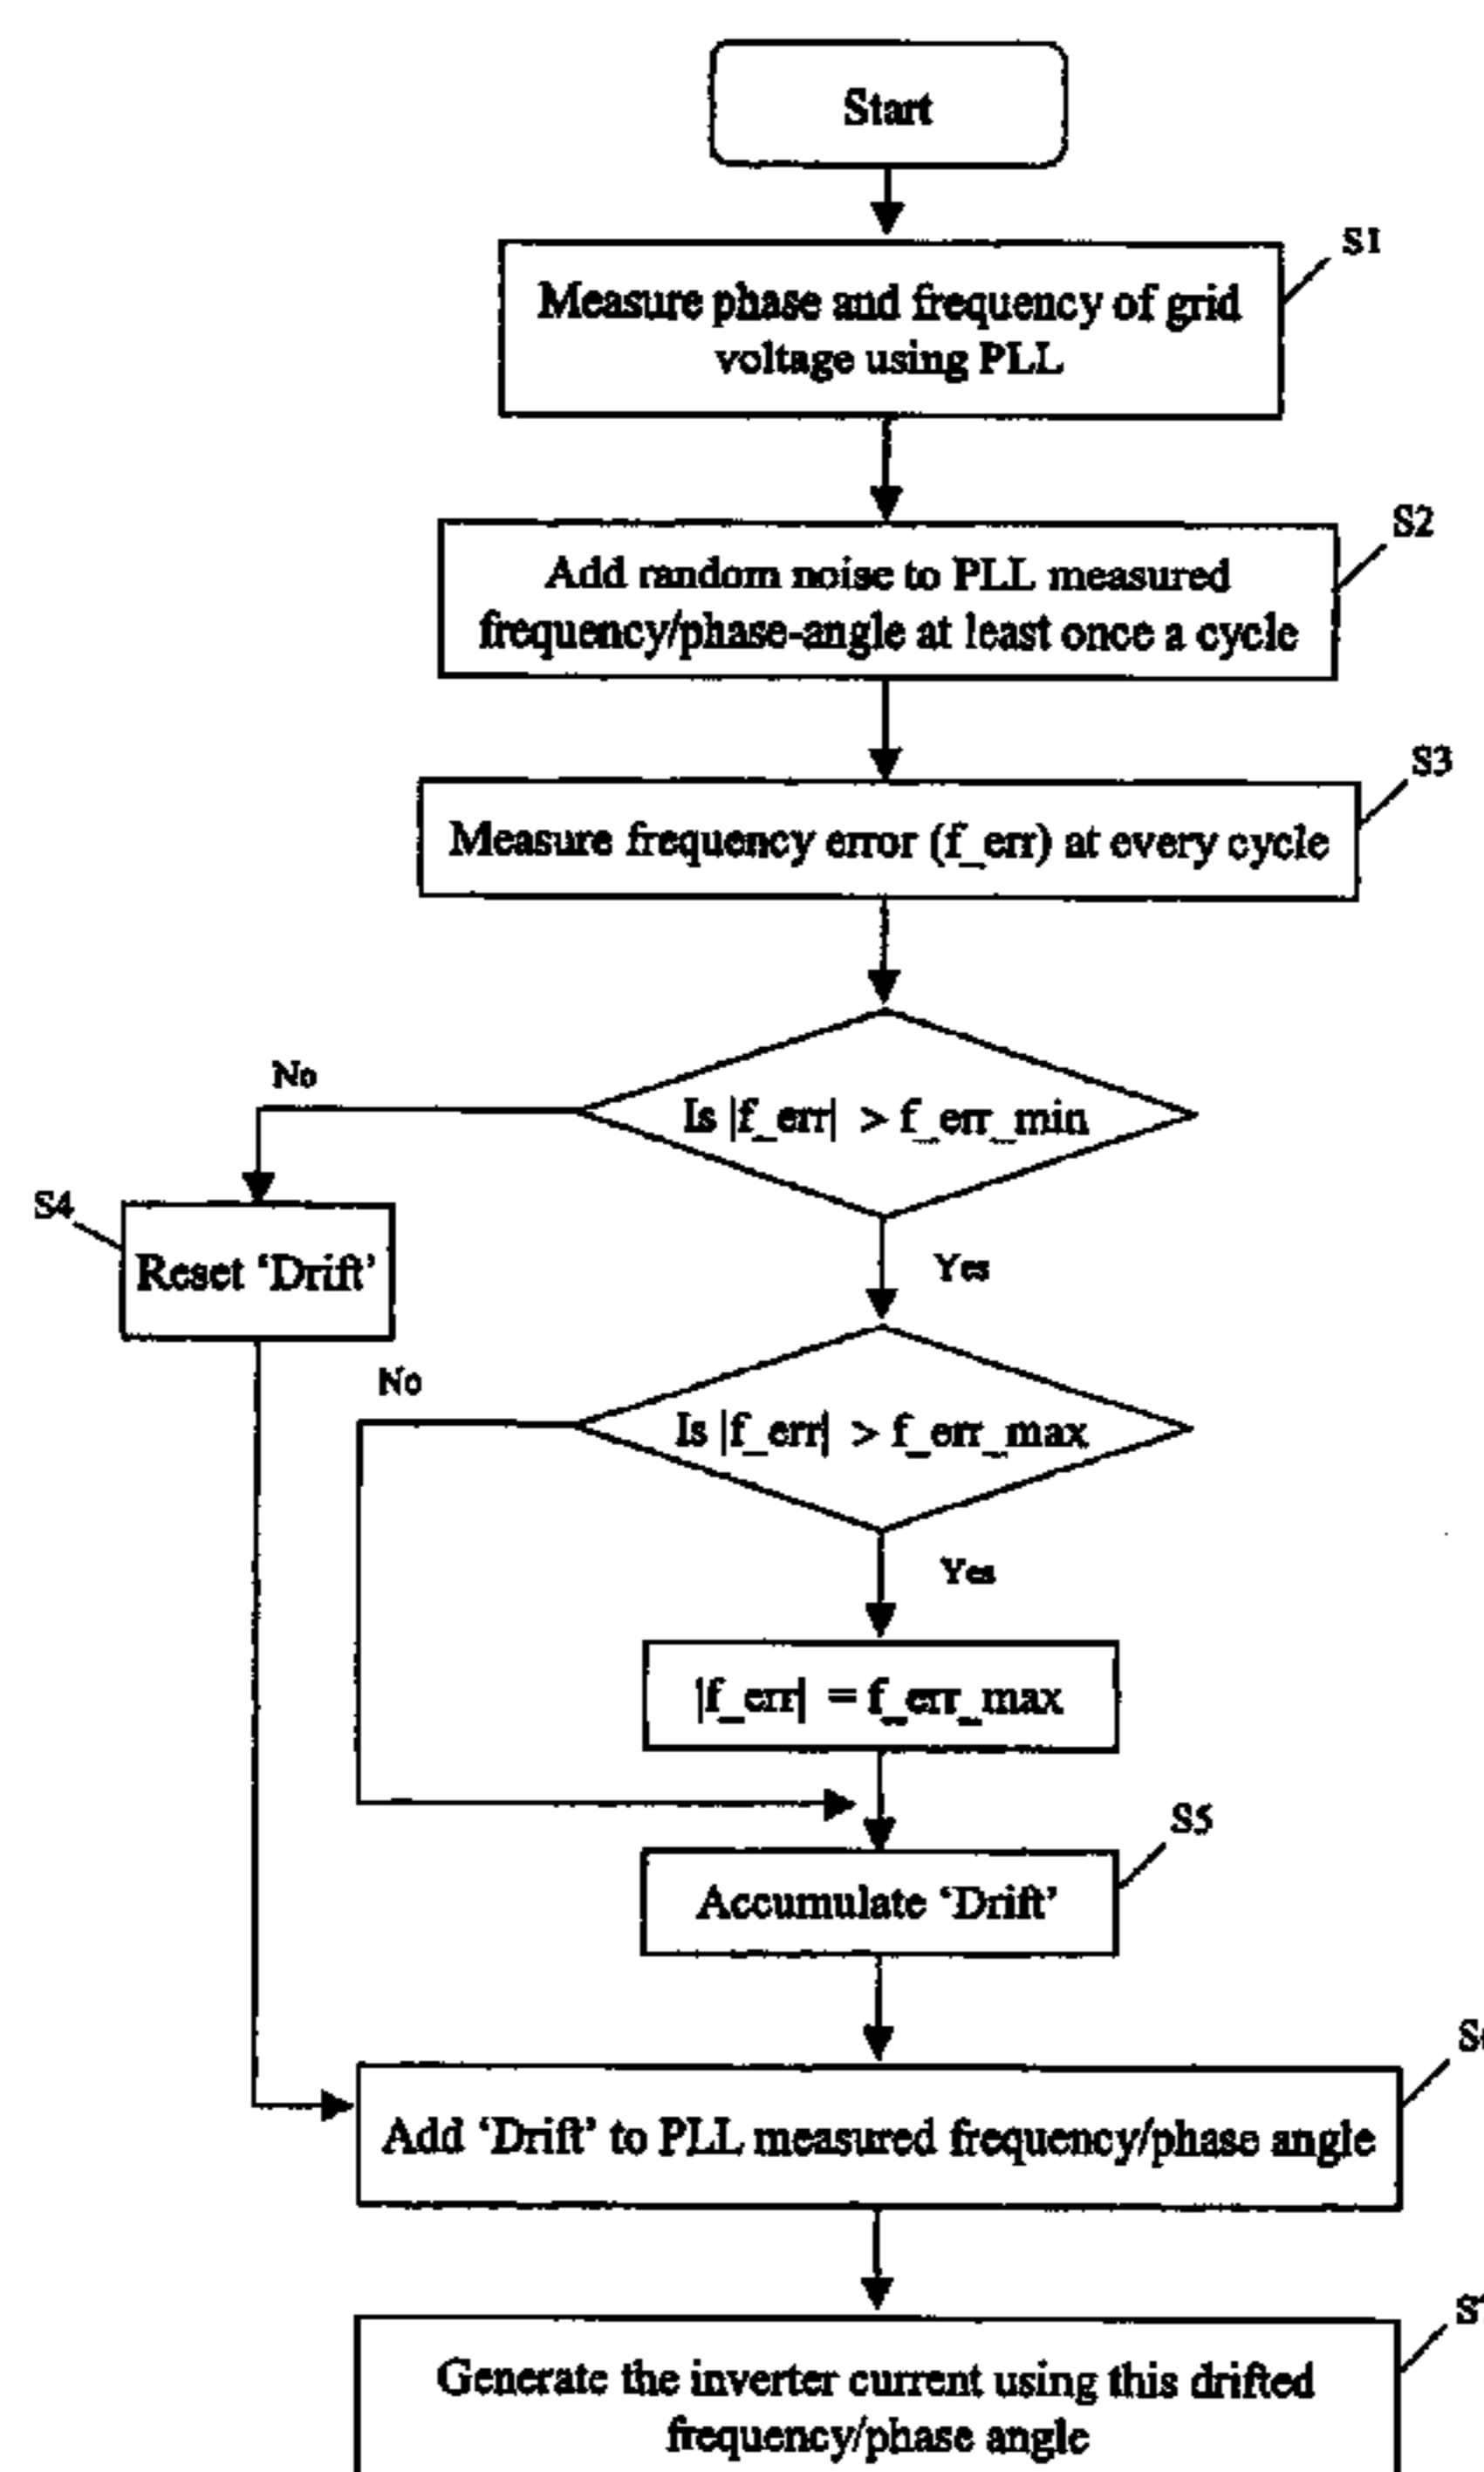 Start
S1
Measure phase and frequency of grid
voltage using PLL
S2
Add random noise to PLL measured
frequency/phase-angle at least once a cycle
S3
Measure frequency error (f_err) at every cycle
No
Is |f_err| > f_err_min
S4
Reset ‘Drift’
Yes
No
Is |f_err| > f_err_max
Yes
|f_err| = f_err_max
S5
Accumulate ‘Drift’
Add ‘Drift’ to PLL measured frequency/phase angle
Generate the inverter current using this drifted
frequency/phase angle